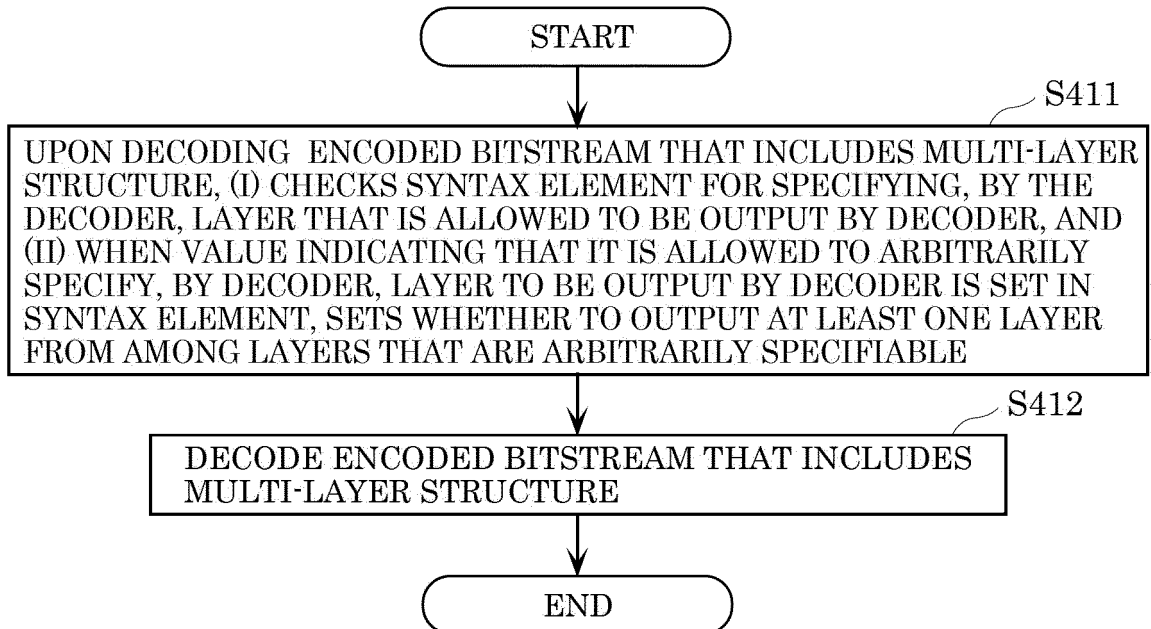 START
S411
UPON DECODING ENCODED BITSTREAM THAT INCLUDES MULTI-LAYER
STRUCTURE, (I) CHECKS SYNTAX ELEMENT FOR SPECIFYING, BY THE
DECODER, LAYER THAT IS ALLOWED TO BE OUTPUT BY DECODER, AND
(II) WHEN VALUE INDICATING THAT IT IS ALLOWED TO ARBITRARILY
SPECIFY, BY DECODER, LAYER TO BE OUTPUT BY DECODER IS SET IN
SYNTAX ELEMENT, SETS WHETHER TO OUTPUT AT LEAST ONE LAYER
FROM AMONG LAYERS THAT ARE ARBITRARILY SPECIFIABLE
S412
DECODE ENCODED BITSTREAM THAT INCLUDES
MULTI-LAYER STRUCTURE
END